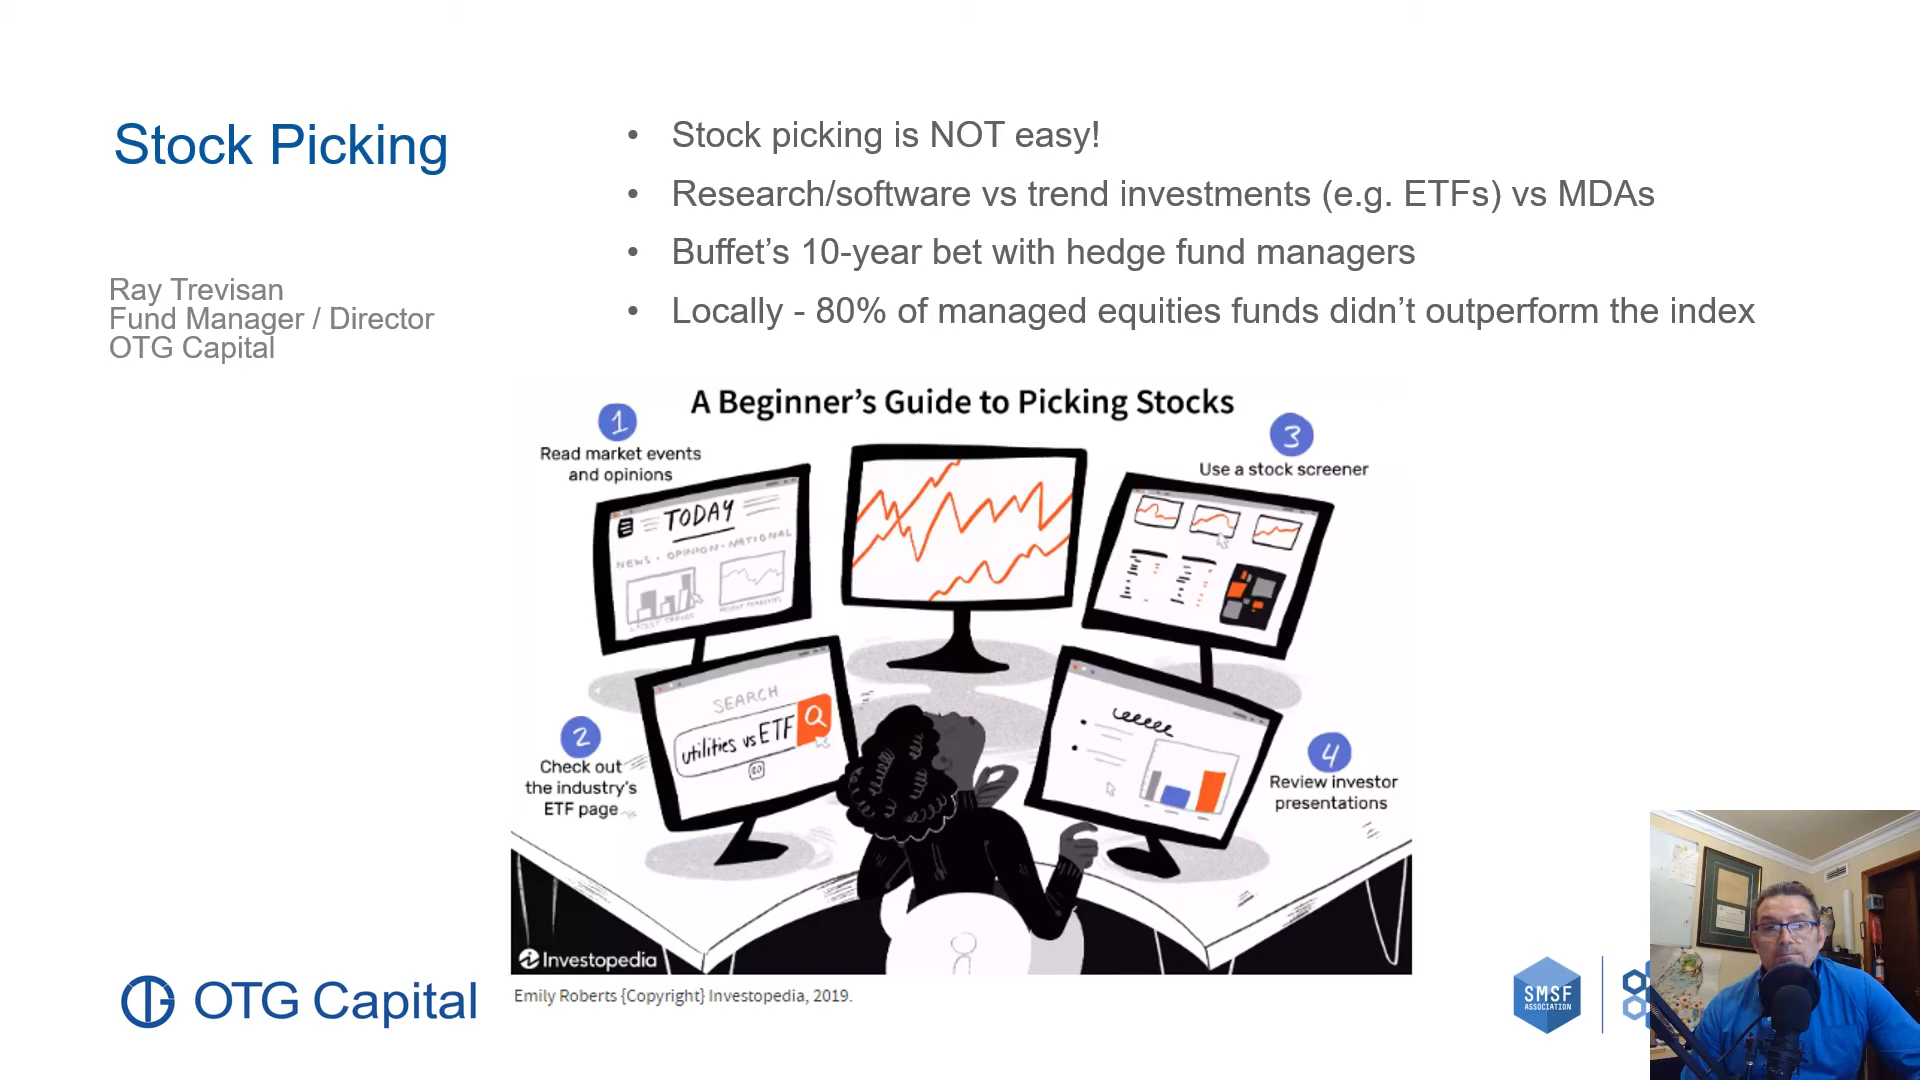 Stock Picking
Ray Trevisan
Fund Manager / Director
OTG Capital
• Stock picking is NOT easy!
• Research/software vs trend investments (e.g. ETFs) vs MDAs
• Buffet’s 10-year bet with hedge fund managers
• Locally - 80% of managed equities funds didn’t outperform the index
A Beginner’s Guide to Picking Stocks
1
Read market events
and opinions
TODAY
NEWS · OPINION · NATIONAL
LATEST TRENDS
2
Check out
the industry’s
ETF page
SEARCH
utilities vs ETF
GO
3
Use a stock screener
4
Review investor
presentations
Investopedia
Emily Roberts {Copyright} Investopedia, 2019.
OTG Capital
SMSF
ASSOCIATION